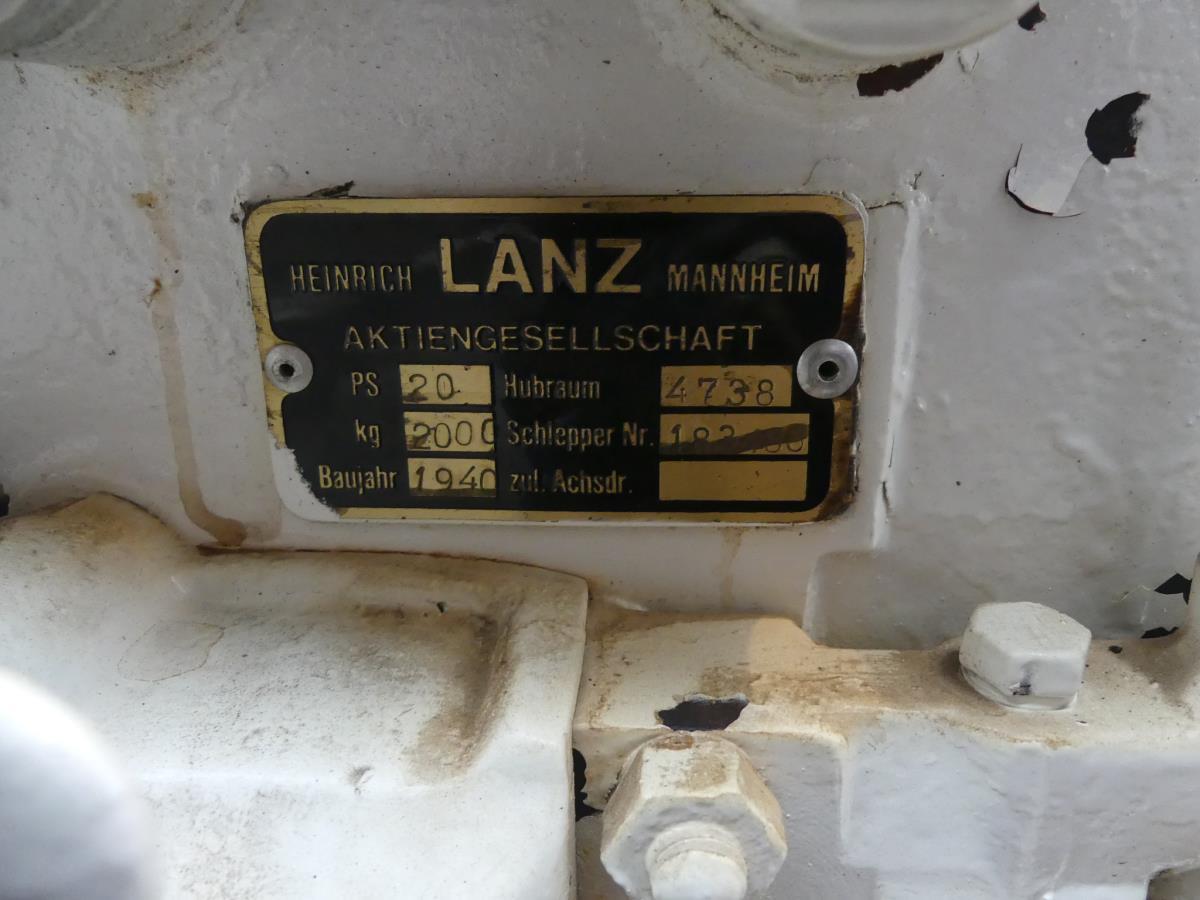 HEINRICH LANZ MANNHEIM
AKTIENGESELLSCHAFT
PS 20 Hubraum 4738
kg 2000 Schlepper Nr.
Baujahr 1940 zul. Achsdr.